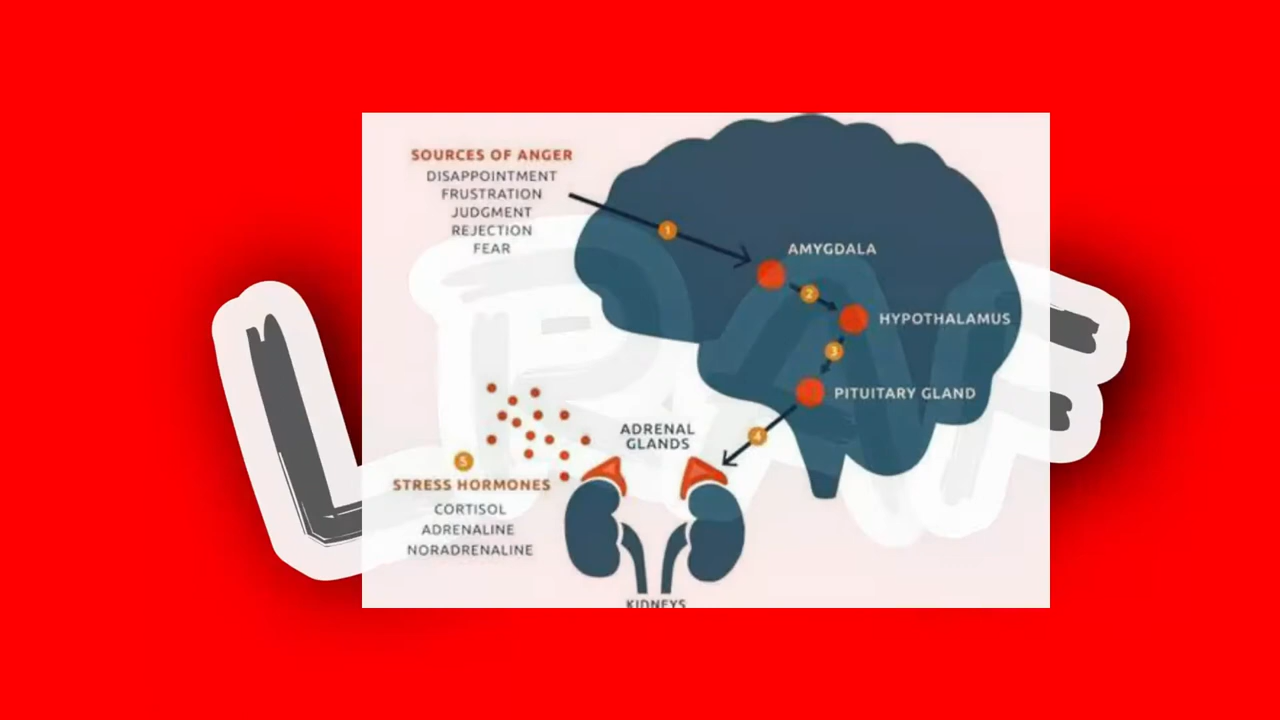 SOURCES OF ANGER
DISAPPOINTMENT
FRUSTRATION
JUDGMENT
REJECTION
FEAR
1
AMYGDALA
2
HYPOTHALAMUS
3
PITUITARY GLAND
4
ADRENAL
GLANDS
5
STRESS HORMONES
CORTISOL
ADRENALINE
NORADRENALINE
KIDNEYS